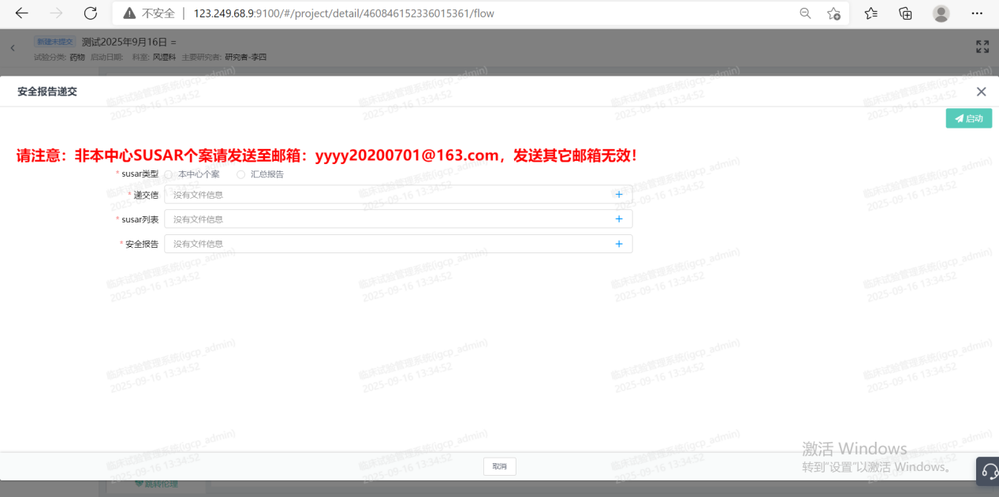 不安全 | 123.249.68.9:9100/#/project/detail/460846152336015361/flow
新建未提交 测试2025年9月16日 =
试验分类: 药物 启动日期: 科室: 风湿科 主要研究者: 研究者-李四
安全报告递交
启动
请注意：非本中心SUSAR个案请发送至邮箱：yyyy20200701@163.com，发送其它邮箱无效！
* susar类型 本中心个案 汇总报告
* 递交信 没有文件信息 +
* susar列表 没有文件信息 +
* 安全报告 没有文件信息 +
临床试验管理系统(igcp_admin)
2025-09-16 13:34:52
激活 Windows
转到"设置"以激活 Windows。
取消
跳转伦理